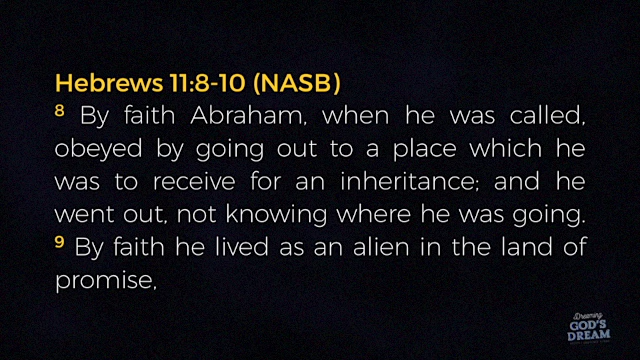 Hebrews 11:8-10 (NASB)
8 By faith Abraham, when he was called,
obeyed by going out to a place which he
was to receive for an inheritance; and he
went out, not knowing where he was going.
9 By faith he lived as an alien in the land of
promise,
Dreaming
GOD'S
DREAM